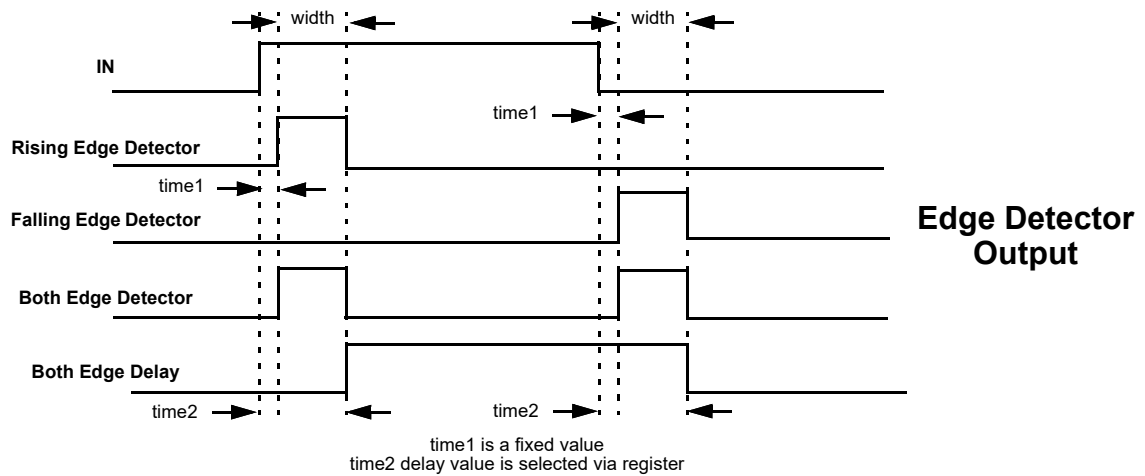 width
width
IN
time1
Rising Edge Detector
time1
Falling Edge Detector
Edge Detector
Output
Both Edge Detector
Both Edge Delay
time2
time2
time1 is a fixed value
time2 delay value is selected via register